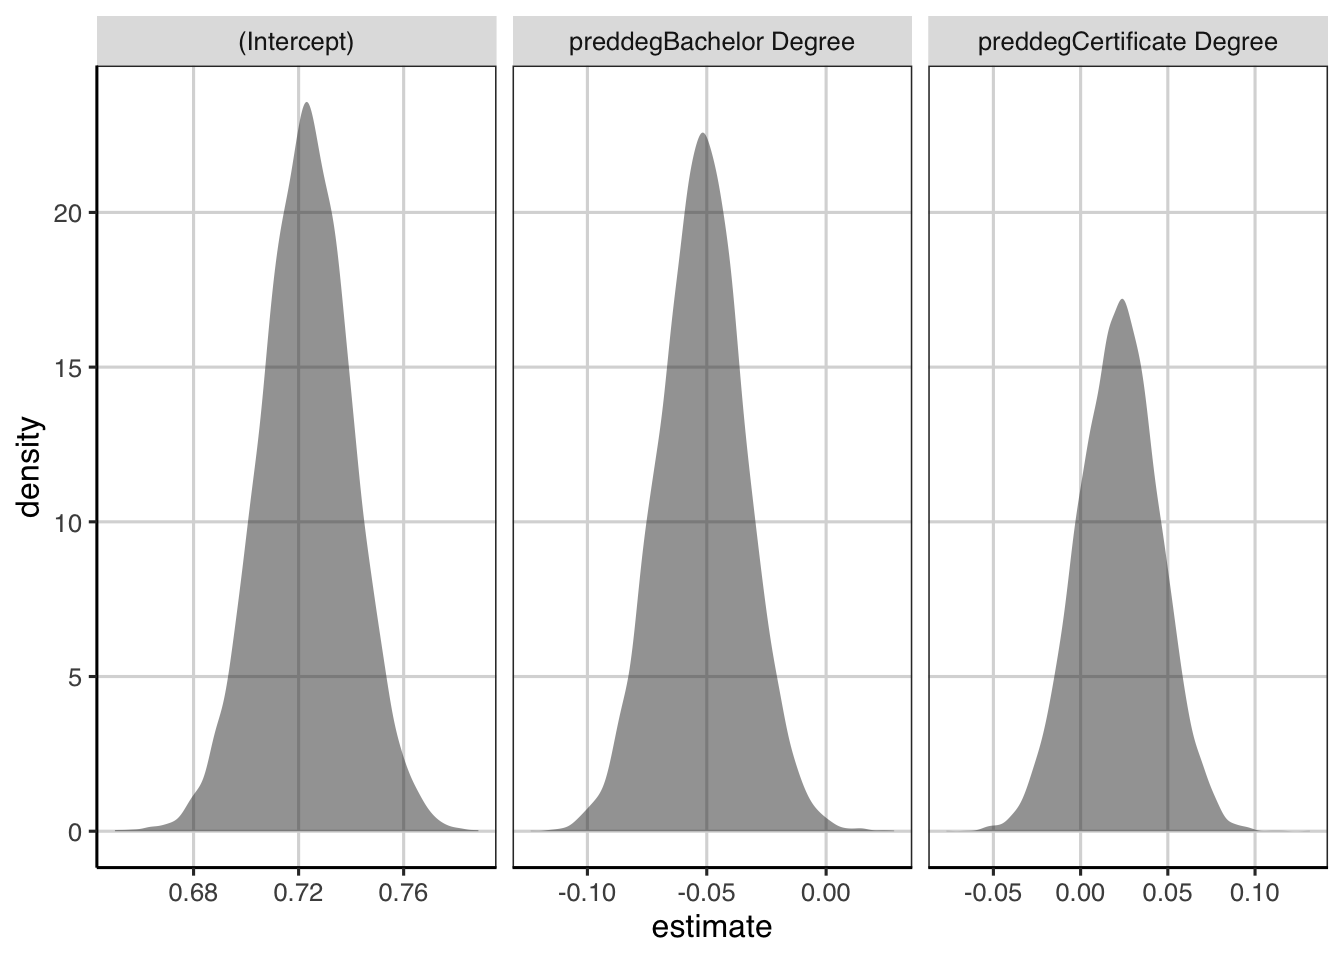 (Intercept)
preddegBachelor Degree
preddegCertificate Degree
density
20
15
10
5
0
0.68 0.72 0.76
-0.10 -0.05 0.00
-0.05 0.00 0.05 0.10
estimate